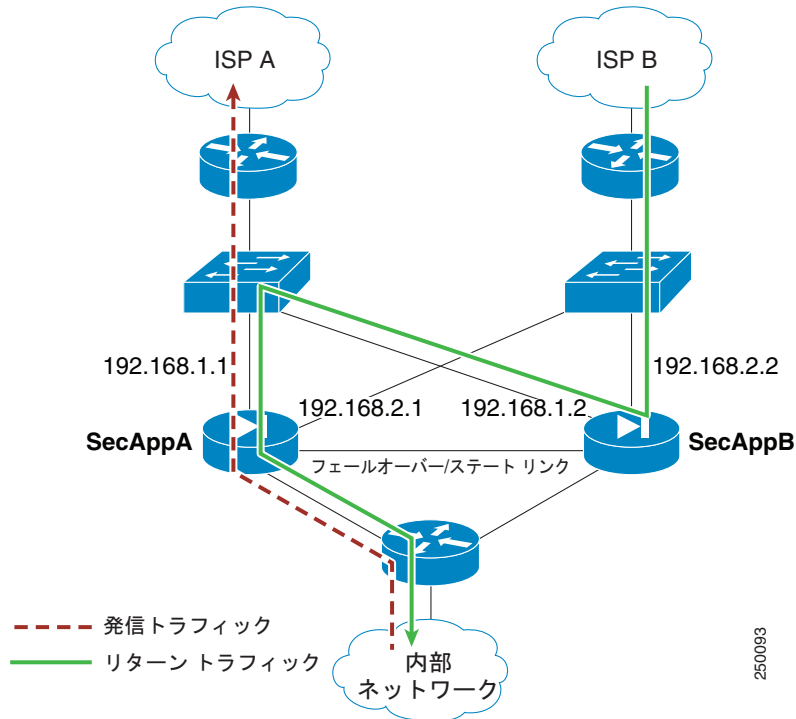 ISP A
ISP B
192.168.1.1
192.168.2.2
192.168.2.1
192.168.1.2
SecAppA
SecAppB
フェールオーバー/ステート リンク
発信トラフィック
リターン トラフィック
内部
ネットワーク
250093